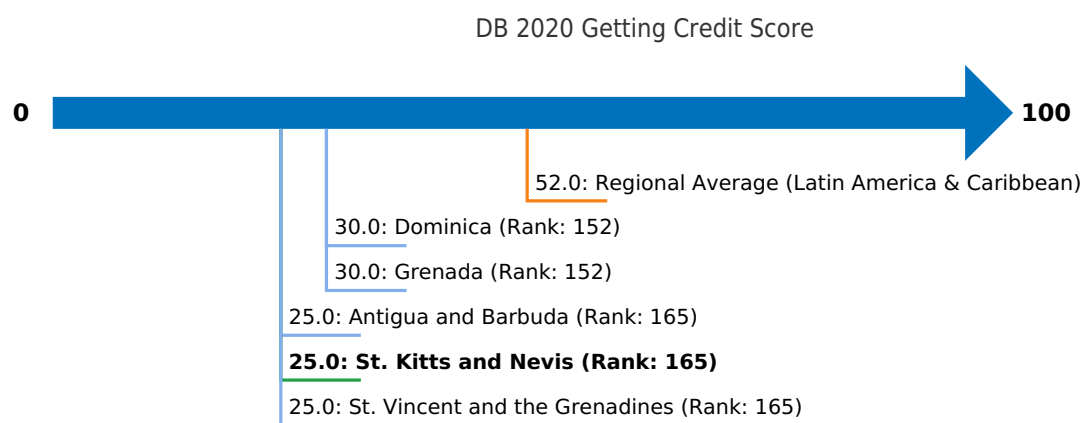 DB 2020 Getting Credit Score
0
100
52.0: Regional Average (Latin America & Caribbean)
30.0: Dominica (Rank: 152)
30.0: Grenada (Rank: 152)
25.0: Antigua and Barbuda (Rank: 165)
25.0: St. Kitts and Nevis (Rank: 165)
25.0: St. Vincent and the Grenadines (Rank: 165)